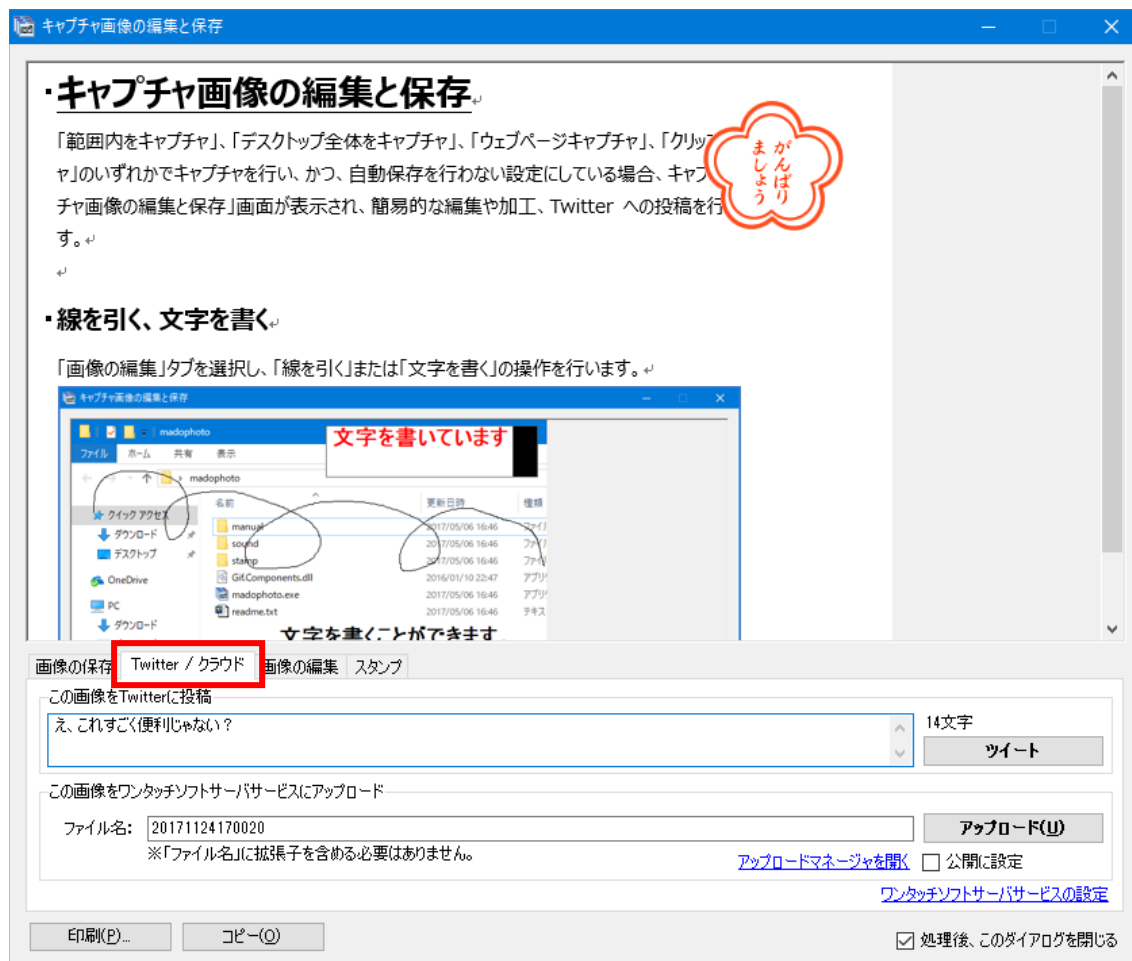 キャプチャ画像の編集と保存
・キャプチャ画像の編集と保存
「範囲内をキャプチャ」、「デスクトップ全体をキャプチャ」、「ウェブページキャプチャ」、「クリップ
ャ」のいずれかでキャプチャを行い、かつ、自動保存を行わない設定にしている場合、キャプ
チャ画像の編集と保存」画面が表示され、簡易的な編集や加工、Twitter への投稿を行
す。
がんばり
ましょう
・線を引く、文字を書く
「画像の編集」タブを選択し、「線を引く」または「文字を書く」の操作を行います。
キャプチャ画像の編集と保存
madophoto
文字を書いています
ファイル ホーム 共有 表示
madophoto
名前 更新日時 種類
クイック アクセス
manual 2017/05/06 16:46 ファイ
ダウンロード
sound 2017/05/06 16:46 ファイ
デスクトップ
stamp 2017/05/06 16:46 ファイ
OneDrive
Gif.Components.dll 2016/01/10 22:47 アプリ
madophoto.exe 2017/05/06 16:46 アプリ
PC
readme.txt 2017/05/06 16:46 テキス
ダウンロード
文字を書くことができます
画像の保存 Twitter / クラウド 画像の編集 スタンプ
この画像をTwitterに投稿
え、これすごく便利じゃない？
14文字
ツイート
この画像をワンタッチソフトサーバサービスにアップロード
ファイル名: 20171124170020
アップロード(U)
※「ファイル名」に拡張子を含める必要はありません。
アップロードマネージャを開く 公開に設定
ワンタッチソフトサーバサービスの設定
印刷(P)... コピー(O)
処理後、このダイアログを閉じる